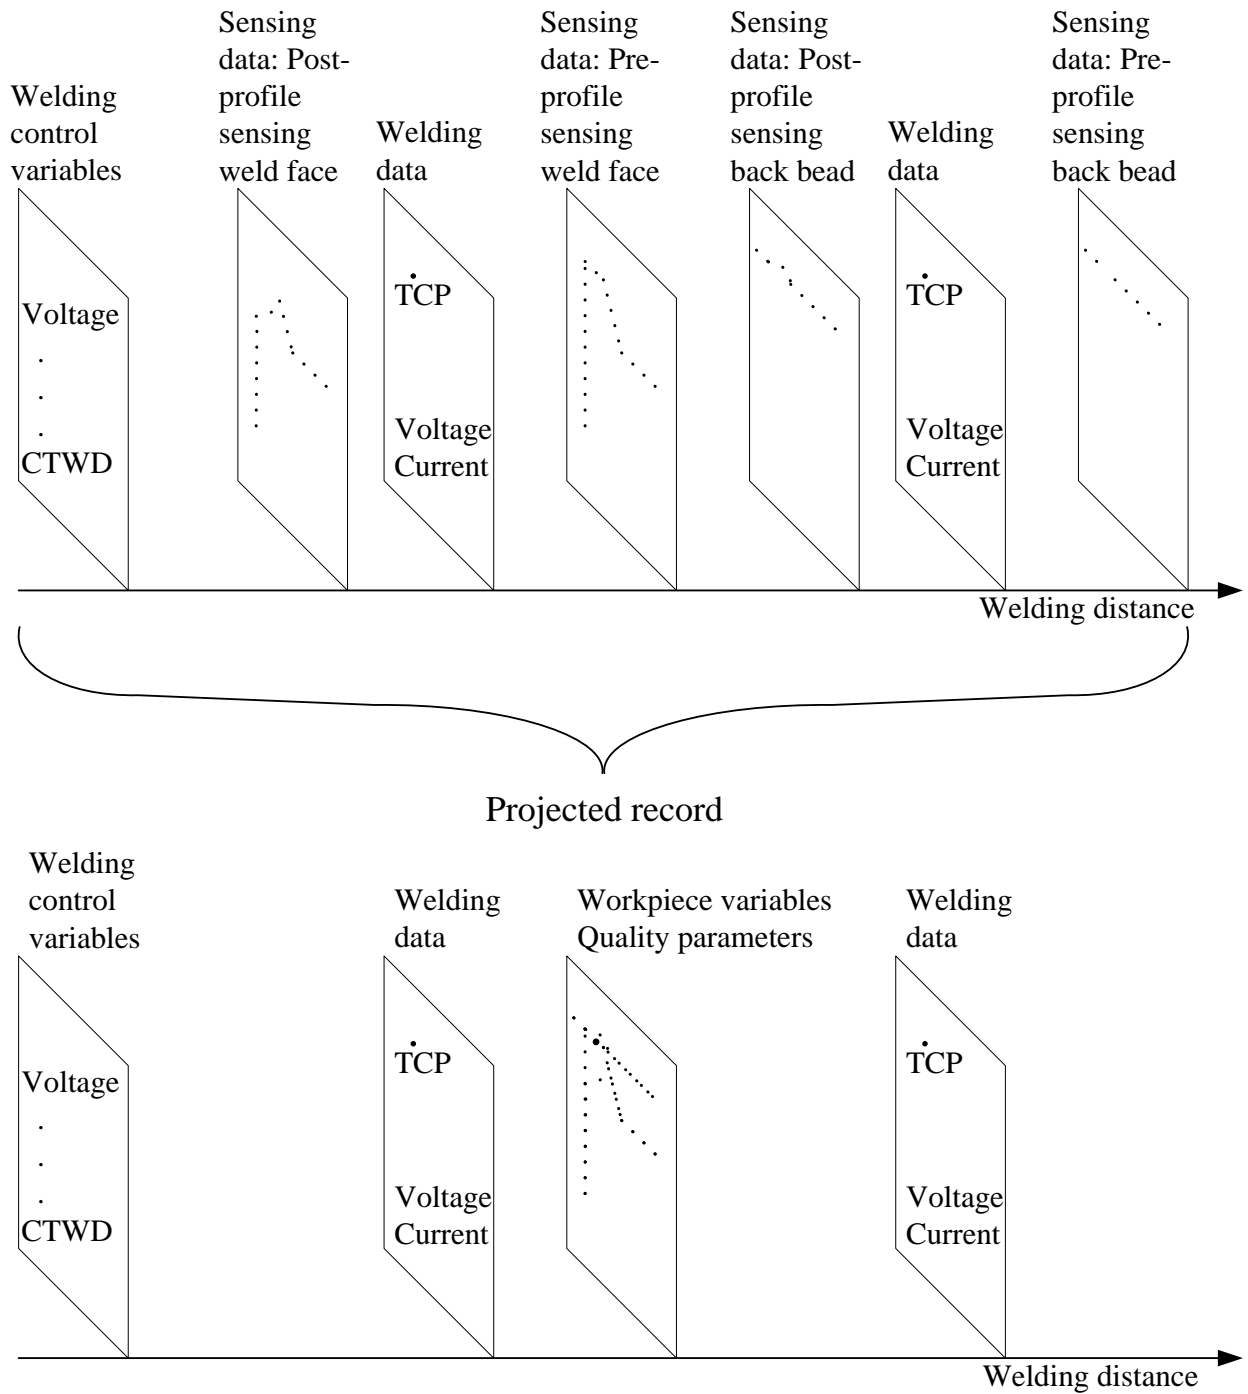 Welding
control
variables
Sensing
data: Post-
profile
sensing
weld face
Welding
data
Sensing
data: Pre-
profile
sensing
weld face
Sensing
data: Post-
profile
sensing
back bead
Welding
data
Sensing
data: Pre-
profile
sensing
back bead
Voltage
CTWD
TCP
Voltage
Current
TCP
Voltage
Current
Welding distance
Projected record
Welding
control
variables
Welding
data
Workpiece variables
Quality parameters
Welding
data
Voltage
CTWD
TCP
Voltage
Current
TCP
Voltage
Current
Welding distance